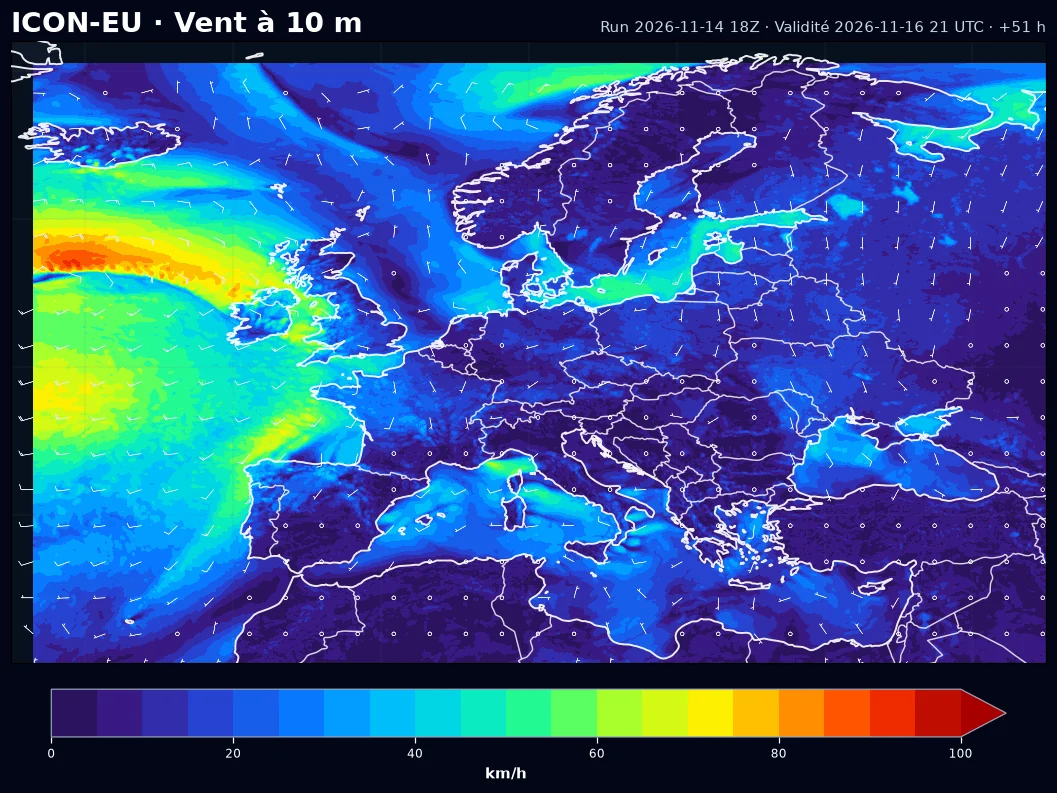 ICON-EU · Vent à 10 m
Run 2026-11-14 18Z · Validité 2026-11-16 21 UTC · +51 h
0 20 40 60 80 100
km/h